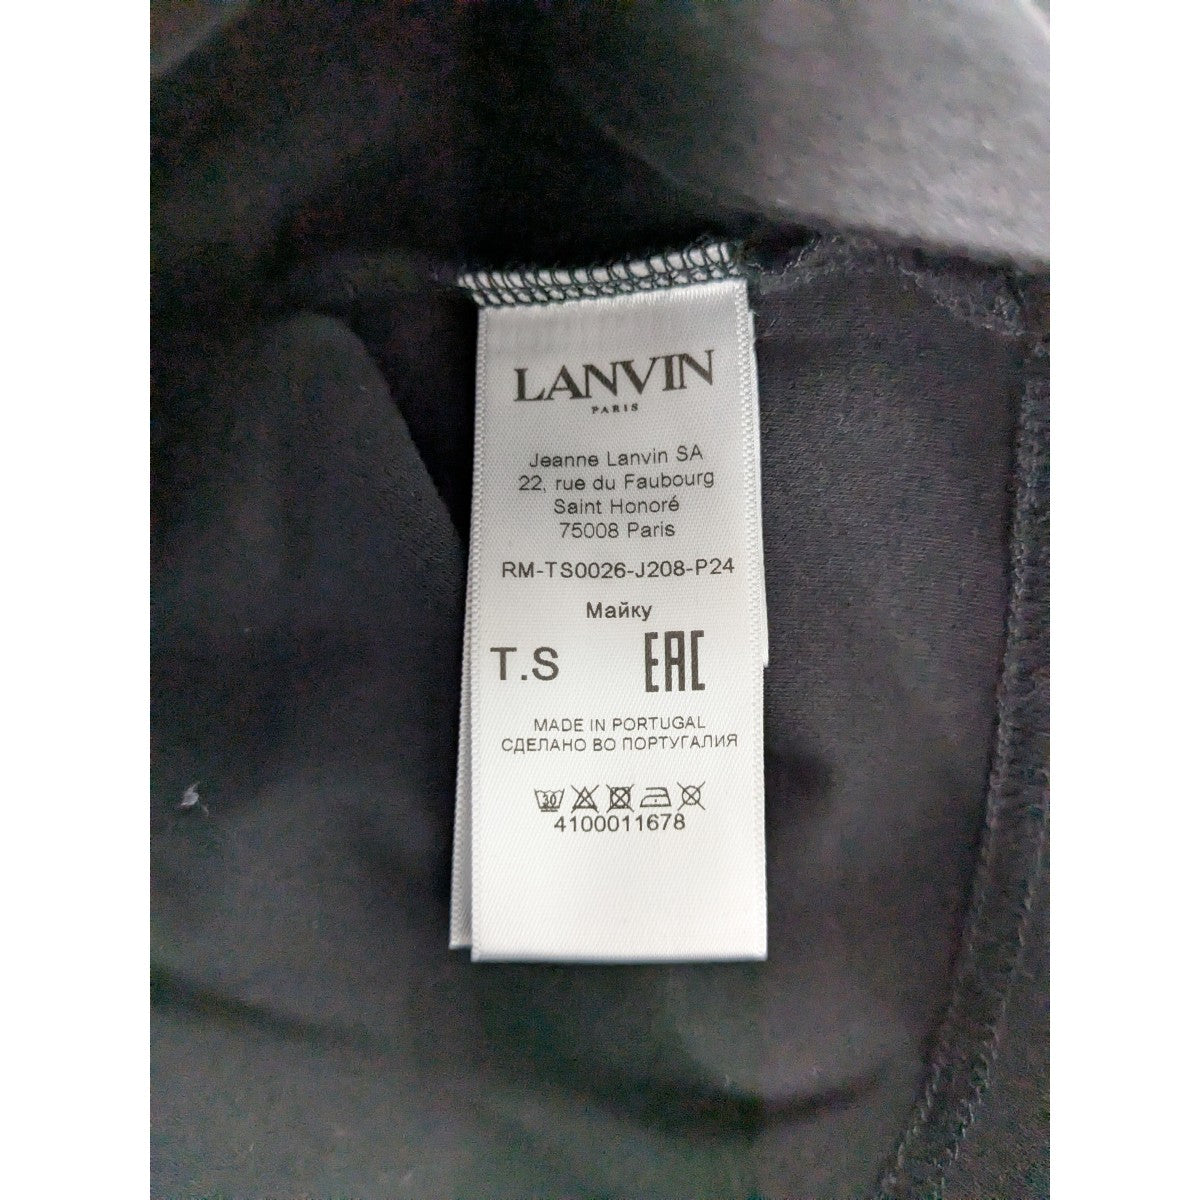 LANVIN
PARIS
Jeanne Lanvin SA
22, rue du Faubourg
Saint Honoré
75008 Paris
RM-TS0026-J208-P24
Майку
T.S EAC
MADE IN PORTUGAL
СДЕЛАНО ВО ПОРТУГАЛИЯ
30
4100011678